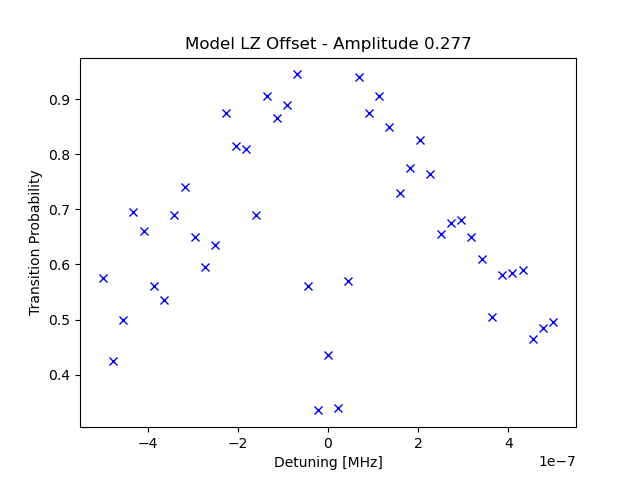 Model LZ Offset - Amplitude 0.277
Transition Probability
0.9
0.8
0.7
0.6
0.5
0.4
−4 −2 0 2 4
1e−7
Detuning [MHz]